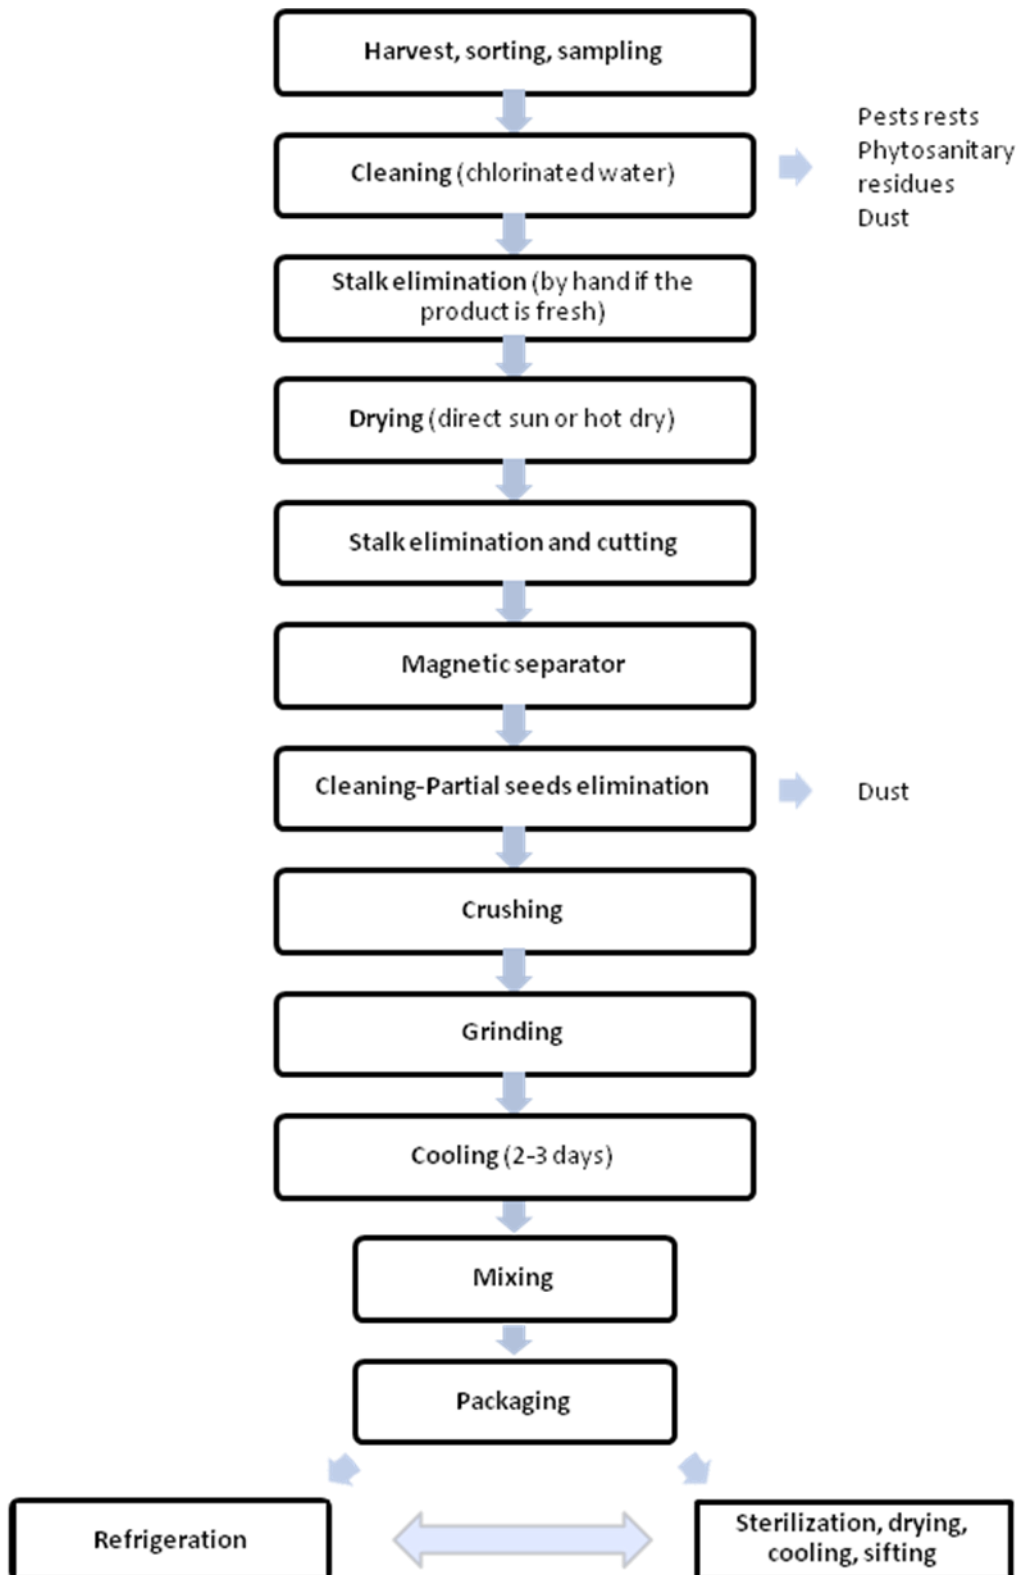 Harvest, sorting, sampling
Cleaning (chlorinated water)
Pests rests
Phytosanitary
residues
Dust
Stalk elimination (by hand if the
product is fresh)
Drying (direct sun or hot dry)
Stalk elimination and cutting
Magnetic separator
Cleaning-Partial seeds elimination
Dust
Crushing
Grinding
Cooling (2-3 days)
Mixing
Packaging
Refrigeration
Sterilization, drying,
cooling, sifting